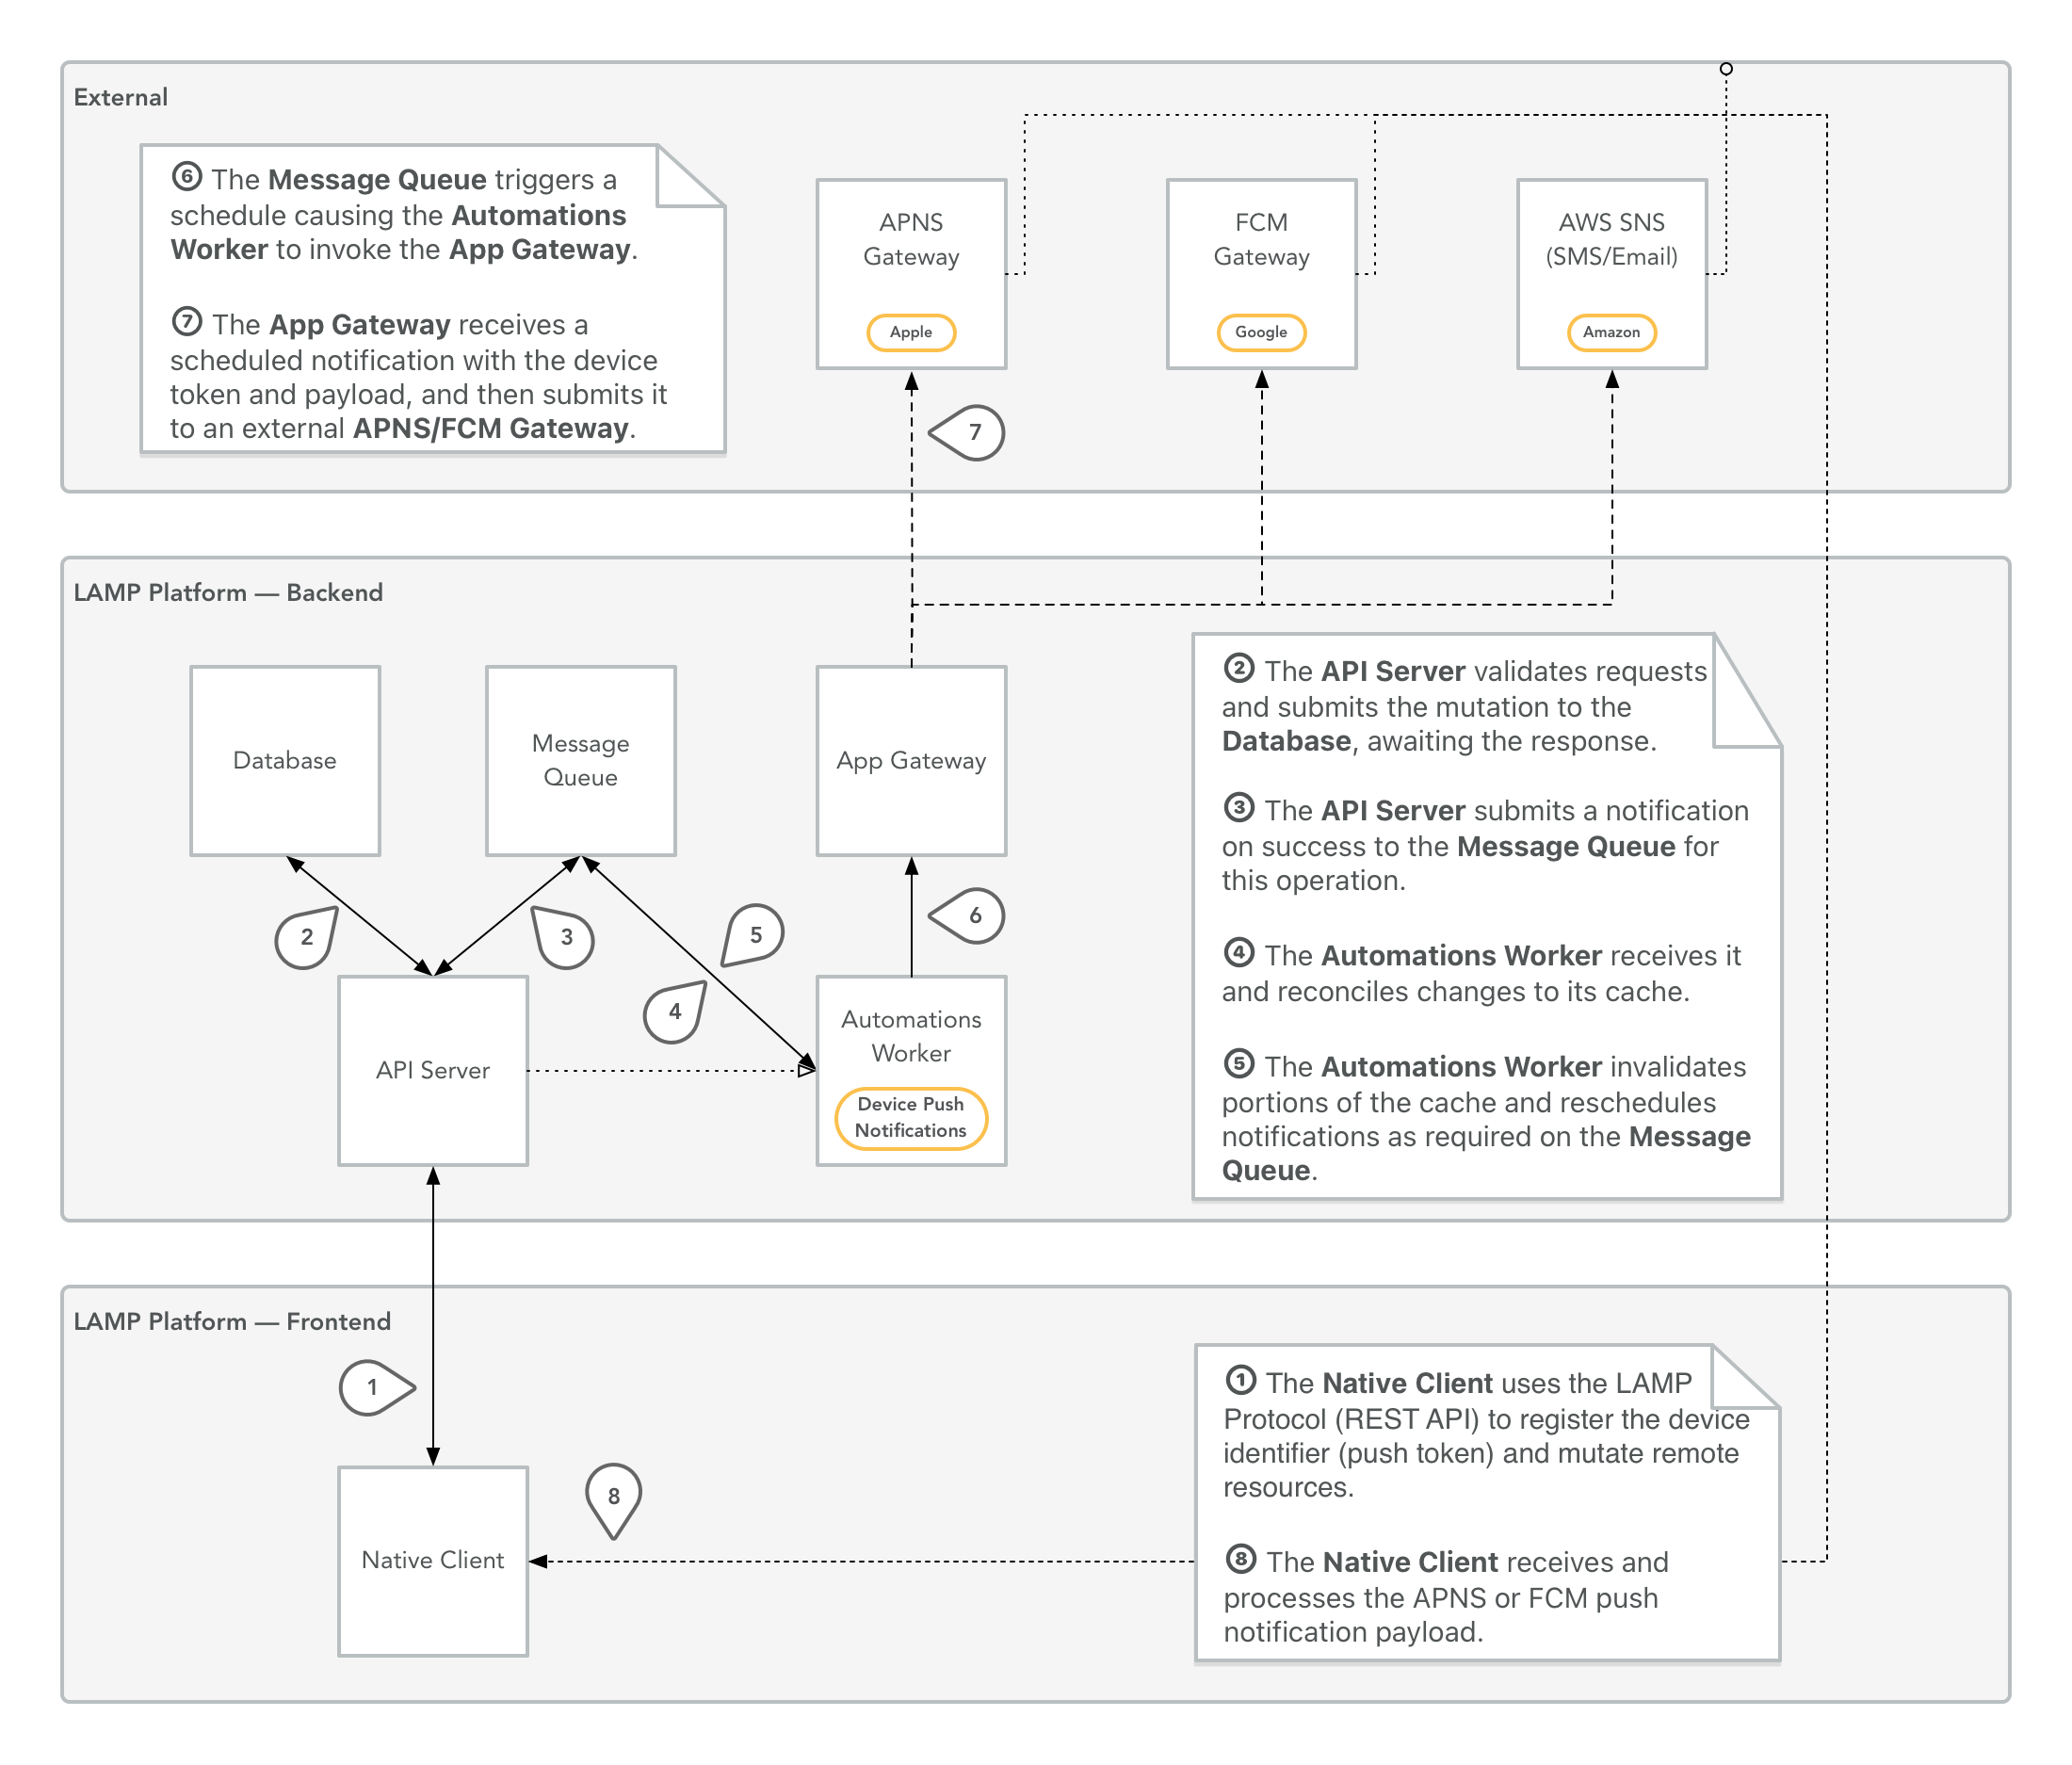 External
⑥ The Message Queue triggers a
schedule causing the Automations
Worker to invoke the App Gateway.
⑦ The App Gateway receives a
scheduled notification with the device
token and payload, and then submits it
to an external APNS/FCM Gateway.
APNS
Gateway
Apple
FCM
Gateway
Google
AWS SNS
(SMS/Email)
Amazon
7
LAMP Platform — Backend
Database
Message
Queue
App Gateway
2
3
5
4
6
API Server
Automations
Worker
Device Push
Notifications
② The API Server validates requests
and submits the mutation to the
Database, awaiting the response.
③ The API Server submits a notification
on success to the Message Queue for
this operation.
④ The Automations Worker receives it
and reconciles changes to its cache.
⑤ The Automations Worker invalidates
portions of the cache and reschedules
notifications as required on the Message
Queue.
LAMP Platform — Frontend
1
8
Native Client
① The Native Client uses the LAMP
Protocol (REST API) to register the device
identifier (push token) and mutate remote
resources.
⑧ The Native Client receives and
processes the APNS or FCM push
notification payload.